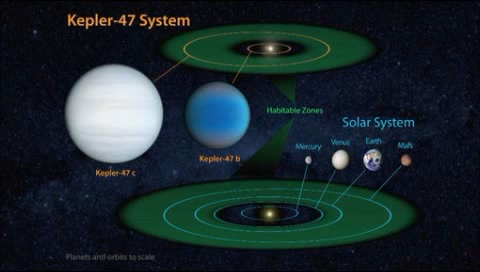 Kepler-47 System
Habitable Zones
Solar System
Kepler-47 b
Kepler-47 c
Mercury
Venus
Earth
Mars
Planets and orbits to scale